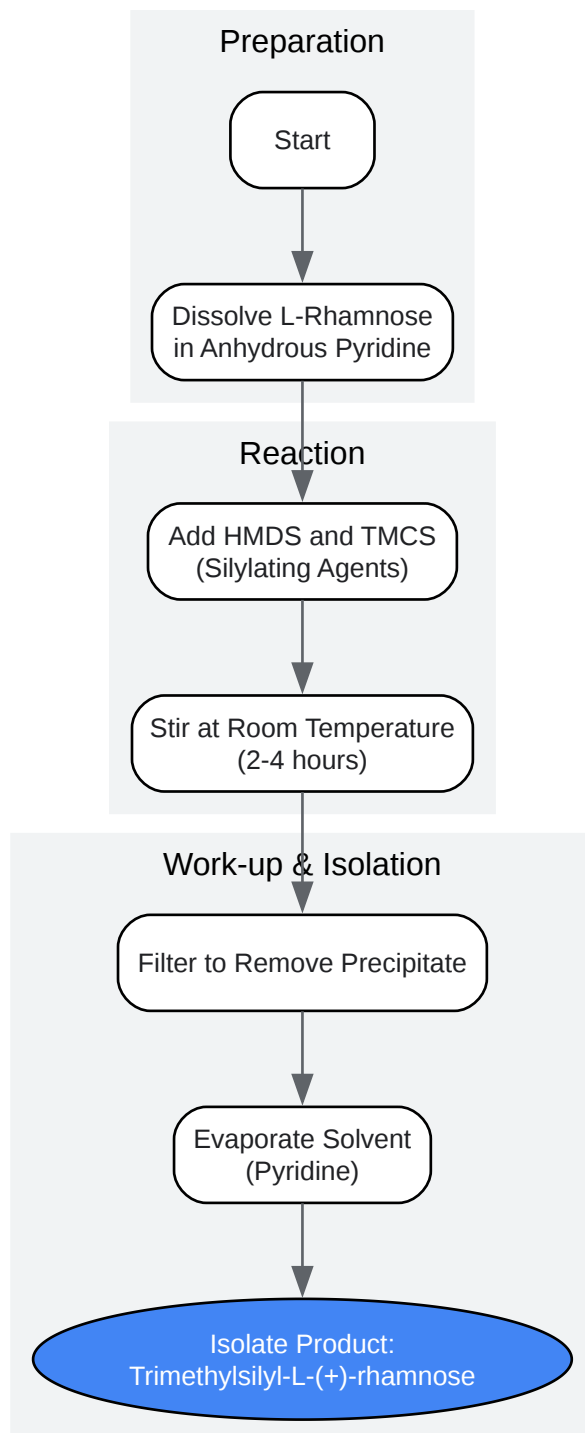 Preparation
Start
Dissolve L-Rhamnose
in Anhydrous Pyridine
Reaction
Add HMDS and TMCS
(Silylating Agents)
Stir at Room Temperature
(2-4 hours)
Work-up & Isolation
Filter to Remove Precipitate
Evaporate Solvent
(Pyridine)
Isolate Product:
Trimethylsilyl-L-(+)-rhamnose